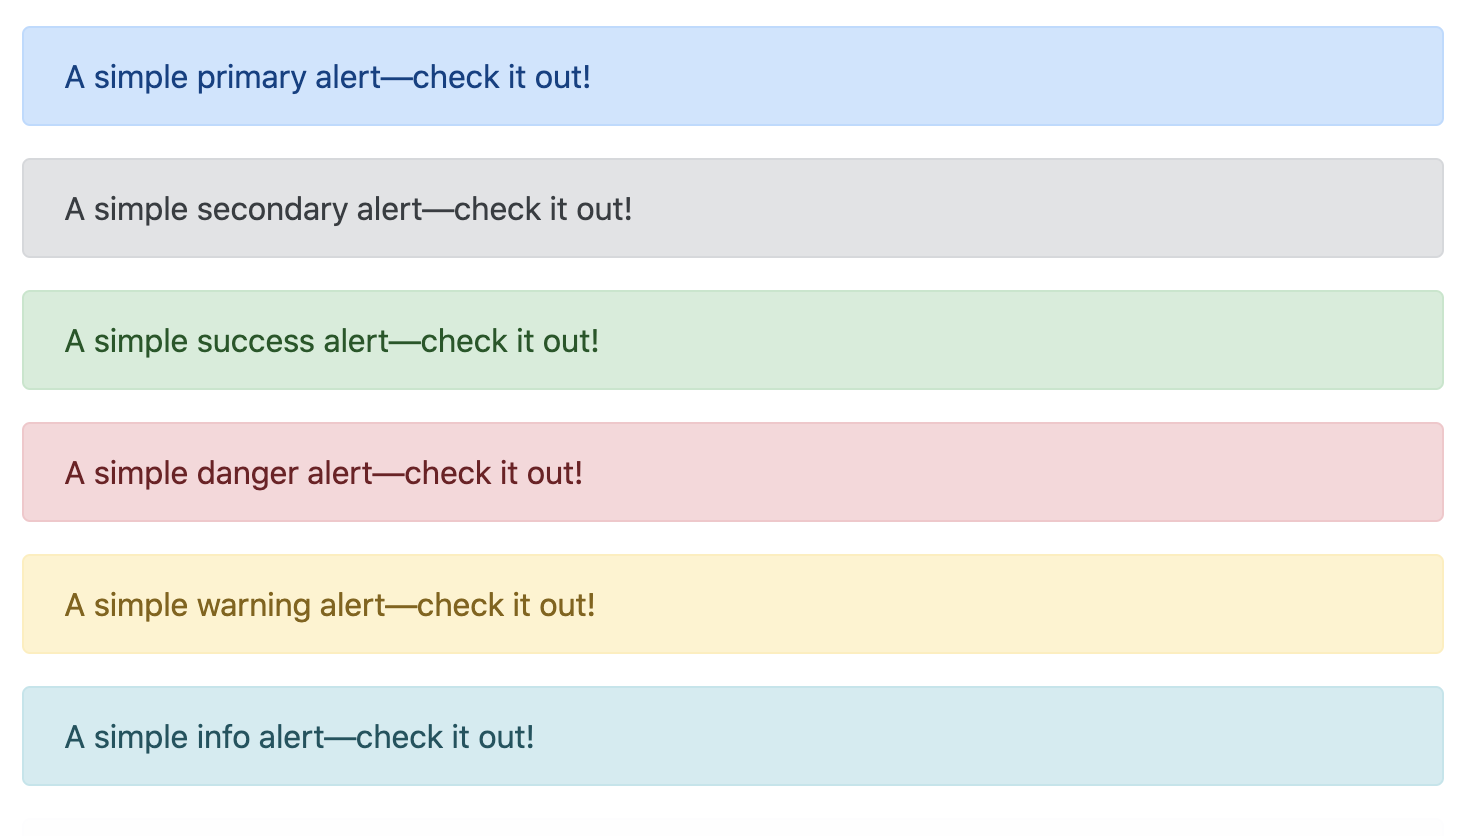 A simple primary alert—check it out!
A simple secondary alert—check it out!
A simple success alert—check it out!
A simple danger alert—check it out!
A simple warning alert—check it out!
A simple info alert—check it out!